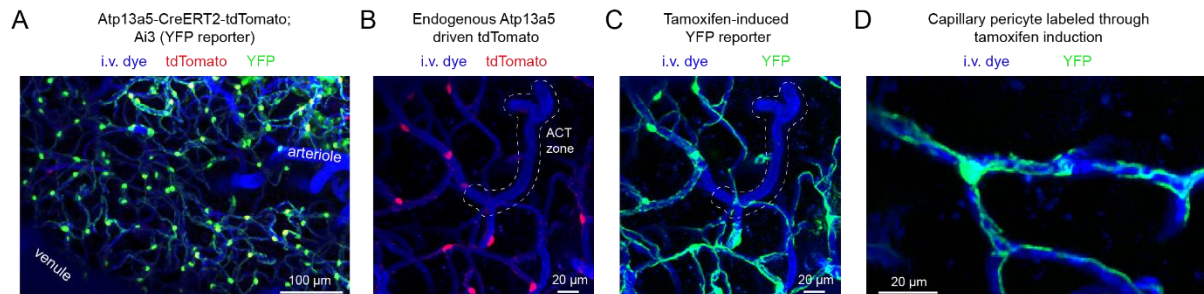 A
Atp13a5-CreERT2-tdTomato;
Ai3 (YFP reporter)
i.v. dye tdTomato YFP
arteriole
venule
100 µm
B
Endogenous Atp13a5
driven tdTomato
i.v. dye tdTomato
ACT
zone
20 µm
C
Tamoxifen-induced
YFP reporter
i.v. dye YFP
20 µm
D
Capillary pericyte labeled through
tamoxifen induction
i.v. dye YFP
20 µm